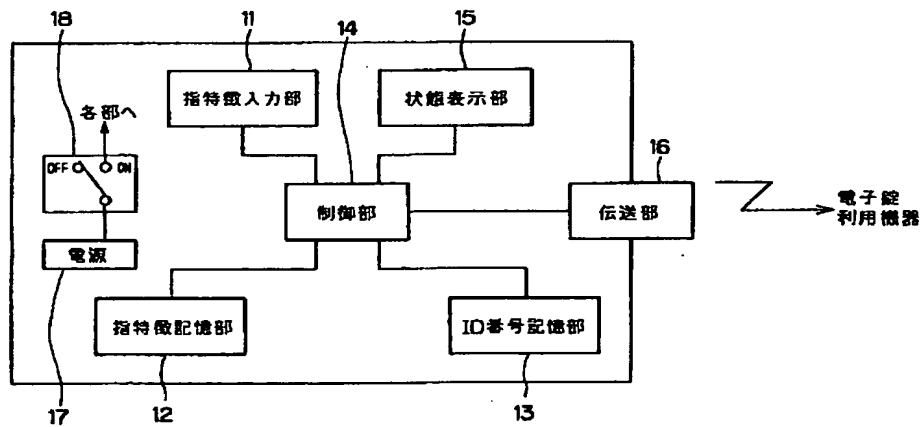 18
11
14
15
各部へ
指特徴入力部
状態表示部
16
OFF
ON
制御部
伝送部
電子錠
利用機器
電源
指特徴記憶部
ID番号記憶部
17
12
13